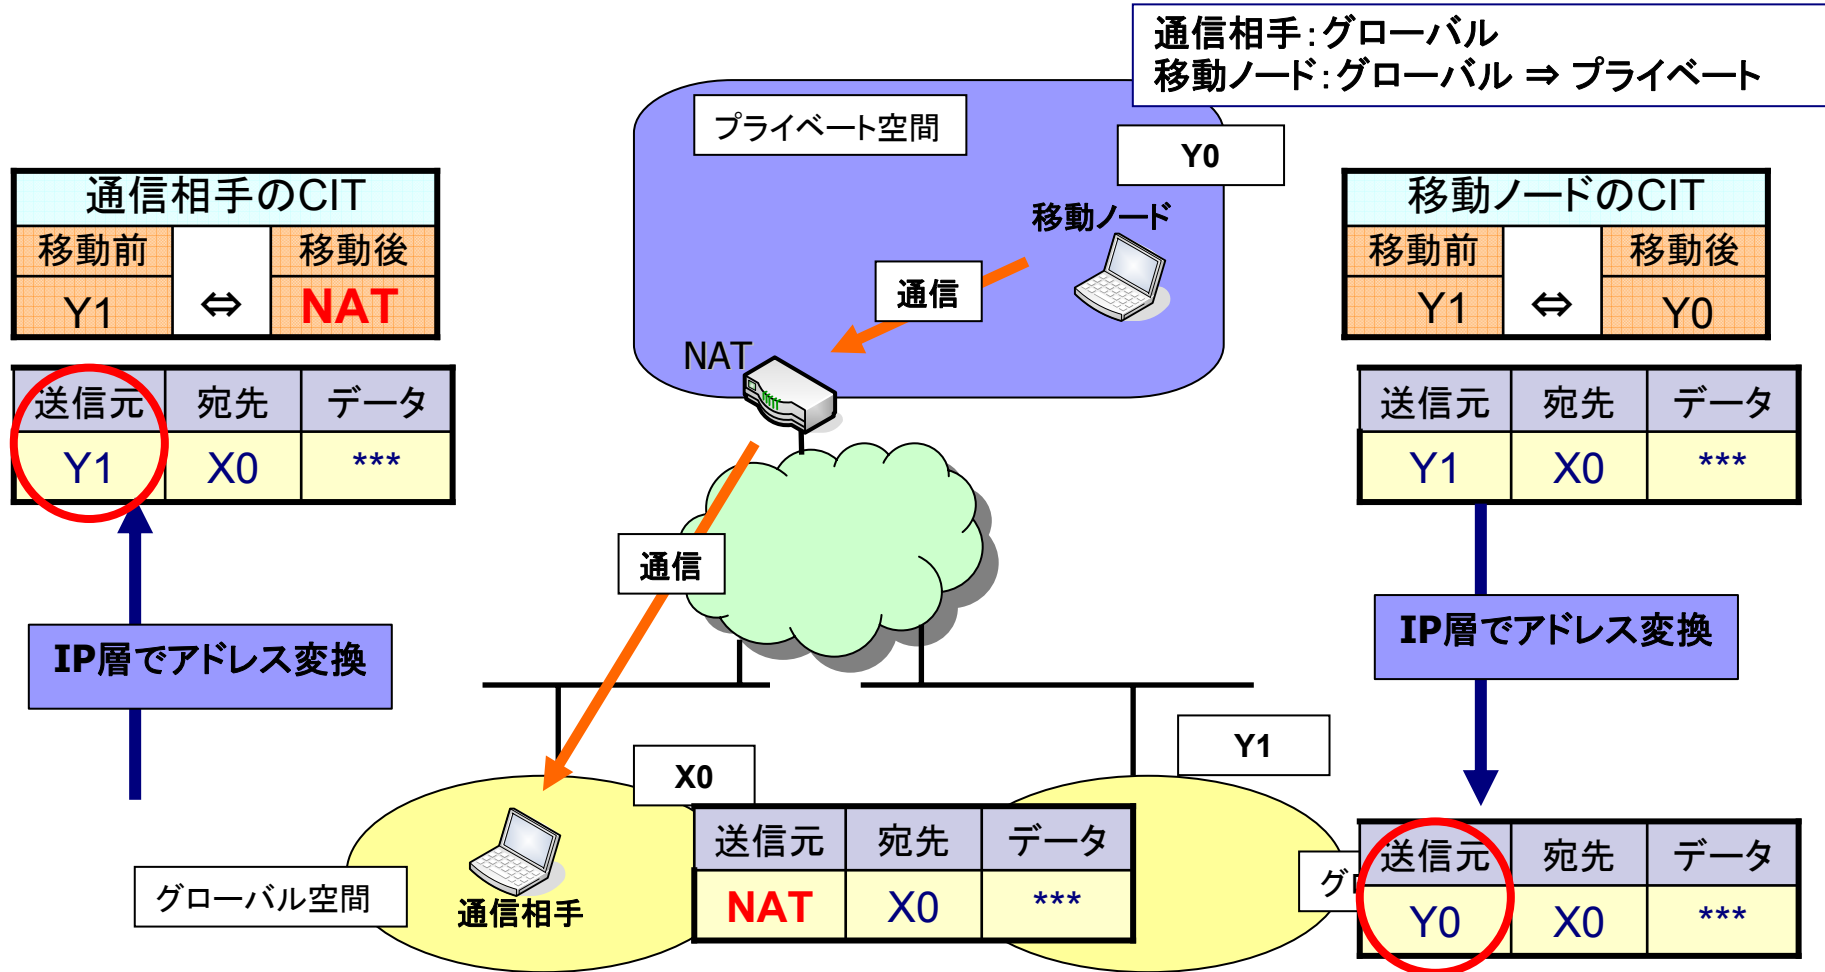 通信相手：グローバル
移動ノード：グローバル ⇒ プライベート
プライベート空間
Y0
通信相手のCIT
移動前 移動後
Y1 ⇔ NAT
移動ノードのCIT
移動前 移動後
Y1 ⇔ Y0
移動ノード
通信
NAT
送信元 宛先 データ
Y1 X0 ***
送信元 宛先 データ
Y1 X0 ***
通信
IP層でアドレス変換
IP層でアドレス変換
Y1
X0
送信元 宛先 データ
NAT X0 ***
送信元 宛先 データ
Y0 X0 ***
グローバル空間
通信相手
グ